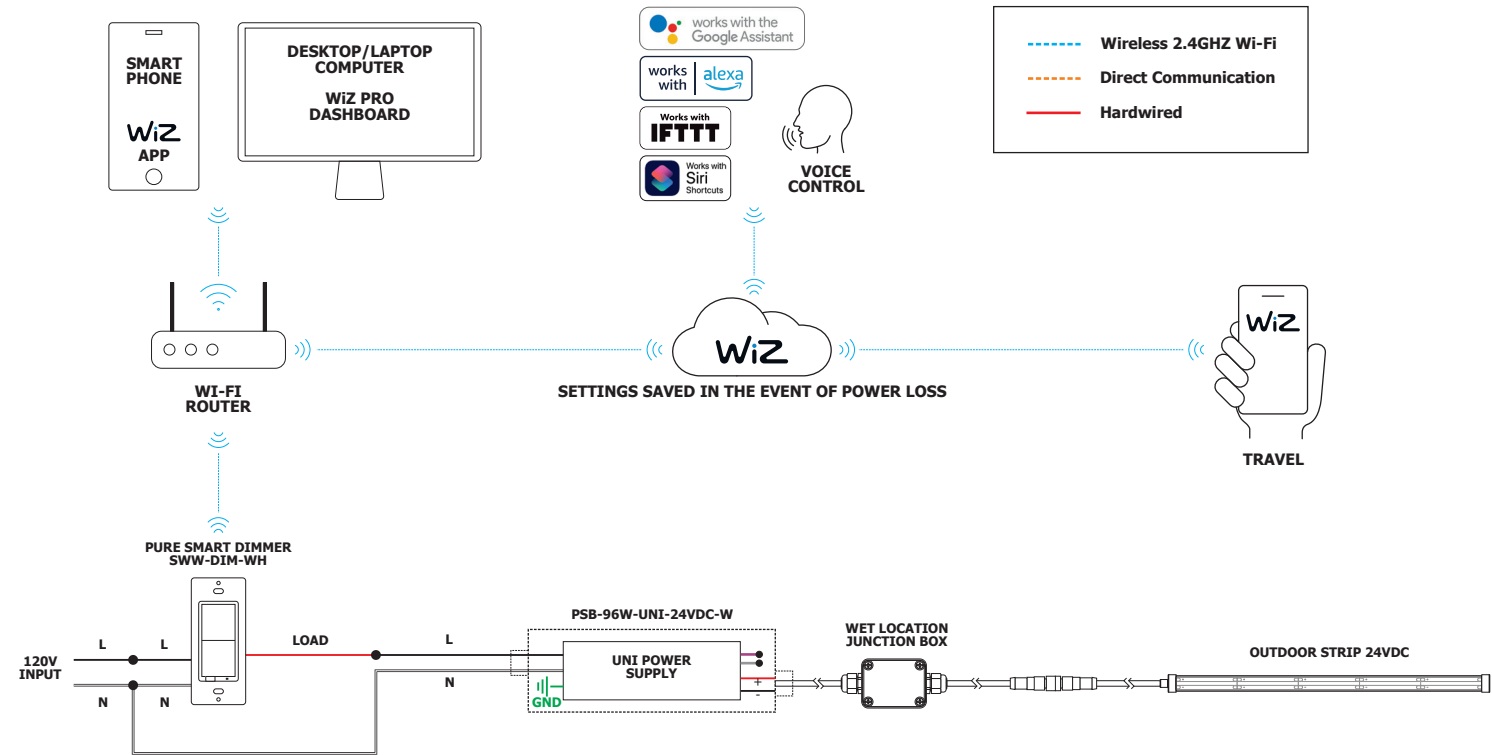 SMART
PHONE
WiZ
APP
DESKTOP/LAPTOP
COMPUTER
WiZ PRO
DASHBOARD
works with the
Google Assistant
works
with
alexa
Works with
IFTTT
Works with
Siri
Shortcuts
VOICE
CONTROL
Wireless 2.4GHZ Wi-Fi
Direct Communication
Hardwired
WI-FI
ROUTER
WiZ
SETTINGS SAVED IN THE EVENT OF POWER LOSS
WiZ
TRAVEL
PURE SMART DIMMER
SWW-DIM-WH
120V
INPUT
L
L
N
N
LOAD
L
N
PSB-96W-UNI-24VDC-W
UNI POWER
SUPPLY
GND
+
-
WET LOCATION
JUNCTION BOX
OUTDOOR STRIP 24VDC